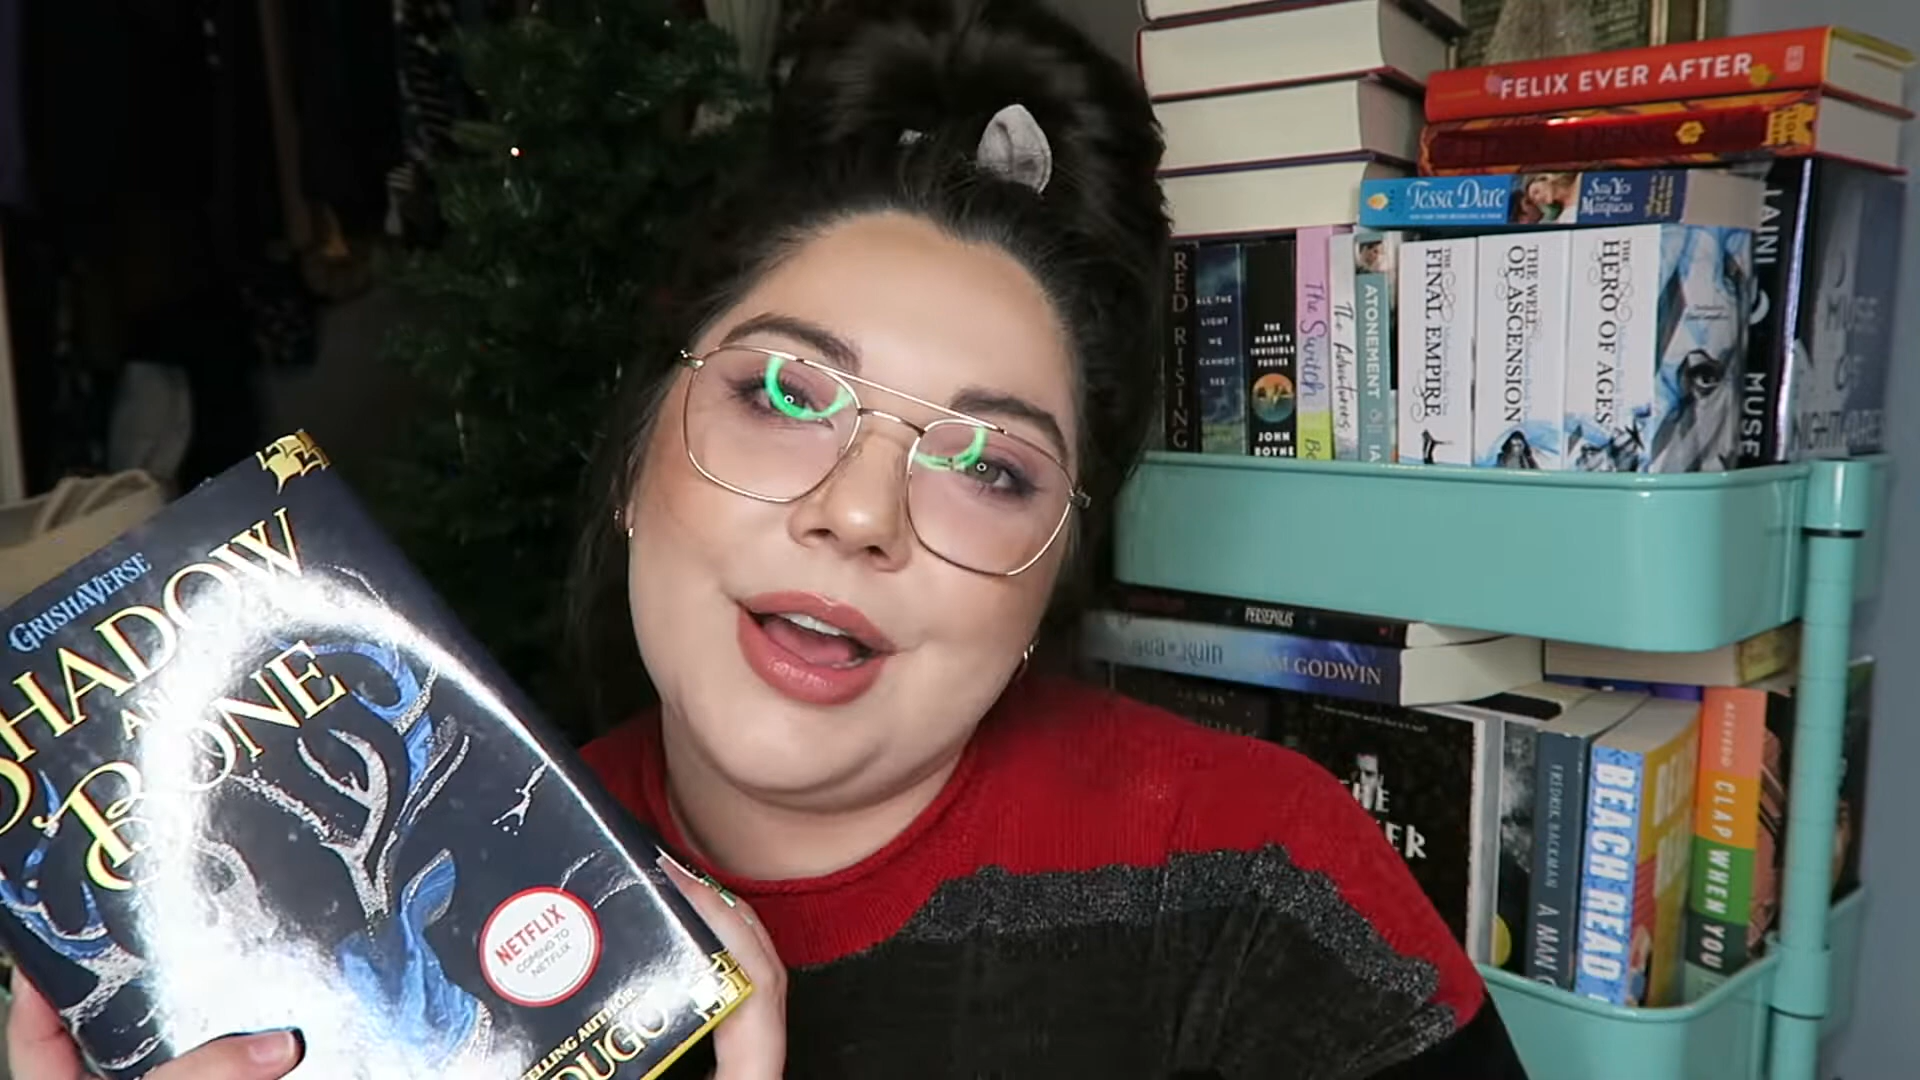 GRISHAVERSE
SHADOW
AND
BONE
NETFLIX
COMING TO
NETFLIX
DUGO
FELIX EVER AFTER
Tessa Dare
Say Yes
to the
Marquess
RED RISING
ALL THE
LIGHT
WE
CANNOT
SEE
THE
HEART'S
INVISIBLE
FURIES
JOHN
BOYNE
The Switch
The Adventures
ATONEMENT
THE
FINAL EMPIRE
THE WELL
OF ASCENSION
THE
HERO OF AGES
LAINI
MUSE
MUSE
OF
NIGHTMARES
PERSEPOLIS
GODWIN
FREDRIK BACKMAN
A MAN
BEACH READ
ACEVEDO
CLAP WHEN YOU